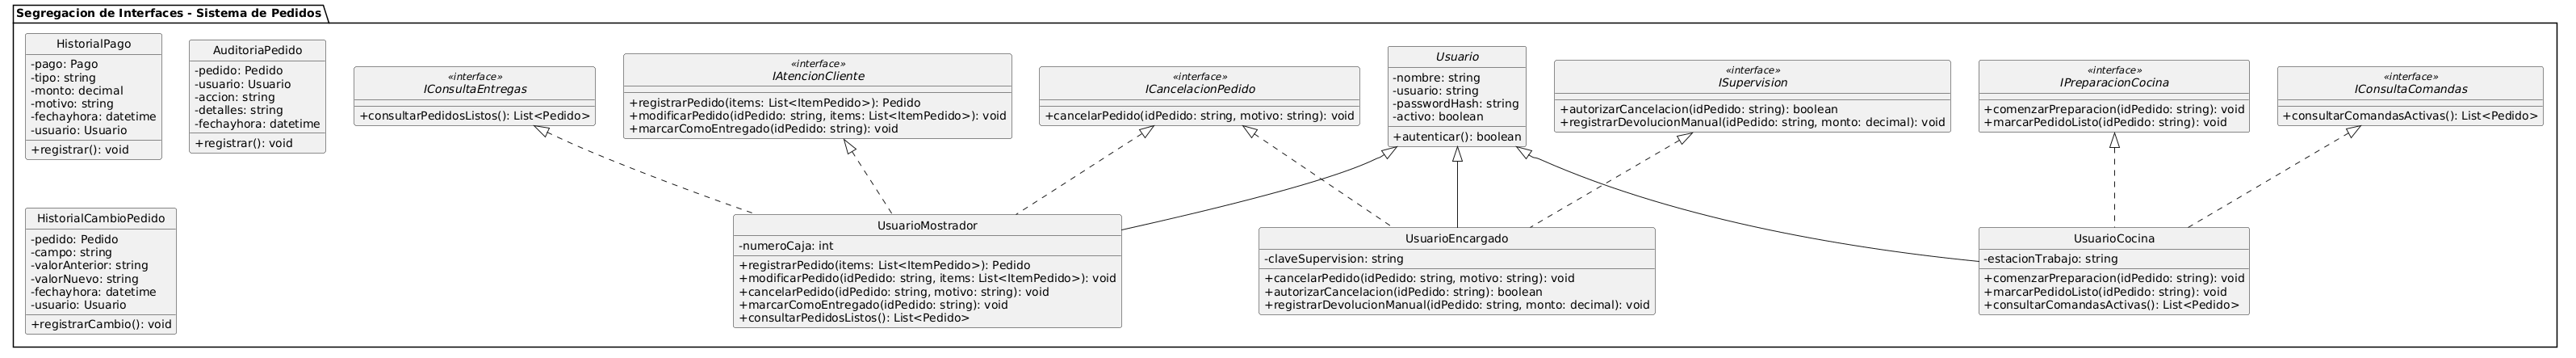 Segregacion de Interfaces - Sistema de Pedidos
HistorialPago
-pago: Pago
-tipo: string
-monto: decimal
-motivo: string
-fechayhora: datetime
-usuario: Usuario
+registrar(): void
AuditoriaPedido
-pedido: Pedido
-usuario: Usuario
-accion: string
-detalles: string
-fechayhora: datetime
+registrar(): void
«interface»
IConsultaEntregas
+consultarPedidosListos(): List<Pedido>
«interface»
IAtencionCliente
+registrarPedido(items: List<ItemPedido>): Pedido
+modificarPedido(idPedido: string, items: List<ItemPedido>): void
+marcarComoEntregado(idPedido: string): void
«interface»
ICancelacionPedido
+cancelarPedido(idPedido: string, motivo: string): void
Usuario
-nombre: string
-usuario: string
-passwordHash: string
-activo: boolean
+autenticar(): boolean
«interface»
ISupervision
+autorizarCancelacion(idPedido: string): boolean
+registrarDevolucionManual(idPedido: string, monto: decimal): void
«interface»
IPreparacionCocina
+comenzarPreparacion(idPedido: string): void
+marcarPedidoListo(idPedido: string): void
«interface»
IConsultaComandas
+consultarComandasActivas(): List<Pedido>
HistorialCambioPedido
-pedido: Pedido
-campo: string
-valorAnterior: string
-valorNuevo: string
-fechayhora: datetime
-usuario: Usuario
+registrarCambio(): void
UsuarioMostrador
-numeroCaja: int
+registrarPedido(items: List<ItemPedido>): Pedido
+modificarPedido(idPedido: string, items: List<ItemPedido>): void
+cancelarPedido(idPedido: string, motivo: string): void
+marcarComoEntregado(idPedido: string): void
+consultarPedidosListos(): List<Pedido>
UsuarioEncargado
-claveSupervision: string
+cancelarPedido(idPedido: string, motivo: string): void
+autorizarCancelacion(idPedido: string): boolean
+registrarDevolucionManual(idPedido: string, monto: decimal): void
UsuarioCocina
-estacionTrabajo: string
+comenzarPreparacion(idPedido: string): void
+marcarPedidoListo(idPedido: string): void
+consultarComandasActivas(): List<Pedido>